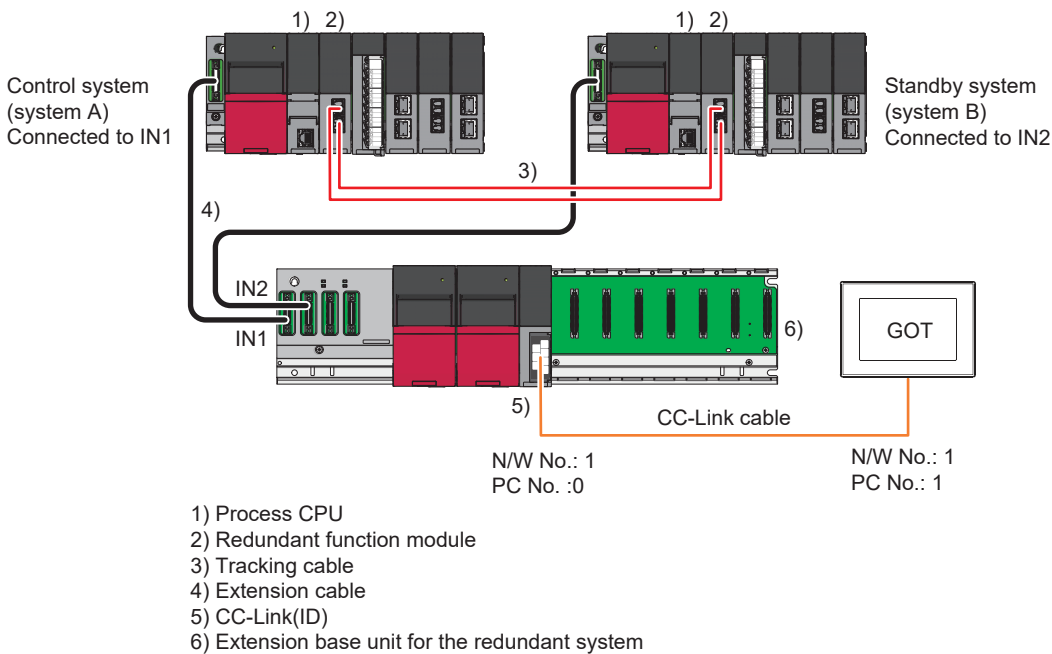 1) 2)
1) 2)
Control system
(system A)
Connected to IN1
Standby system
(system B)
Connected to IN2
3)
4)
IN2
IN1
6)
GOT
5)
CC-Link cable
N/W No.: 1
PC No. :0
N/W No.: 1
PC No.: 1
1) Process CPU
2) Redundant function module
3) Tracking cable
4) Extension cable
5) CC-Link(ID)
6) Extension base unit for the redundant system